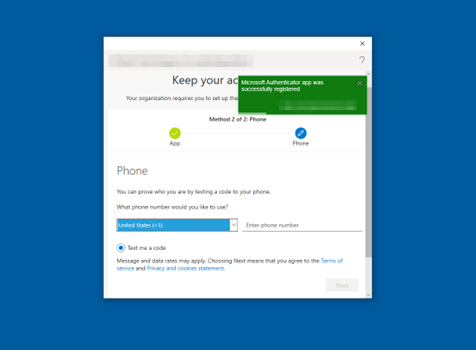 Keep your ac
Microsoft Authenticator app was
successfully registered
Your organization requires you to set up the
Method 2 of 2: Phone
App
Phone
Phone
You can prove who you are by texting a code to your phone.
What phone number would you like to use?
United States (+1)
Enter phone number
Text me a code
Message and data rates may apply. Choosing Next means that you agree to the Terms of
service and Privacy and cookies statement.
Next